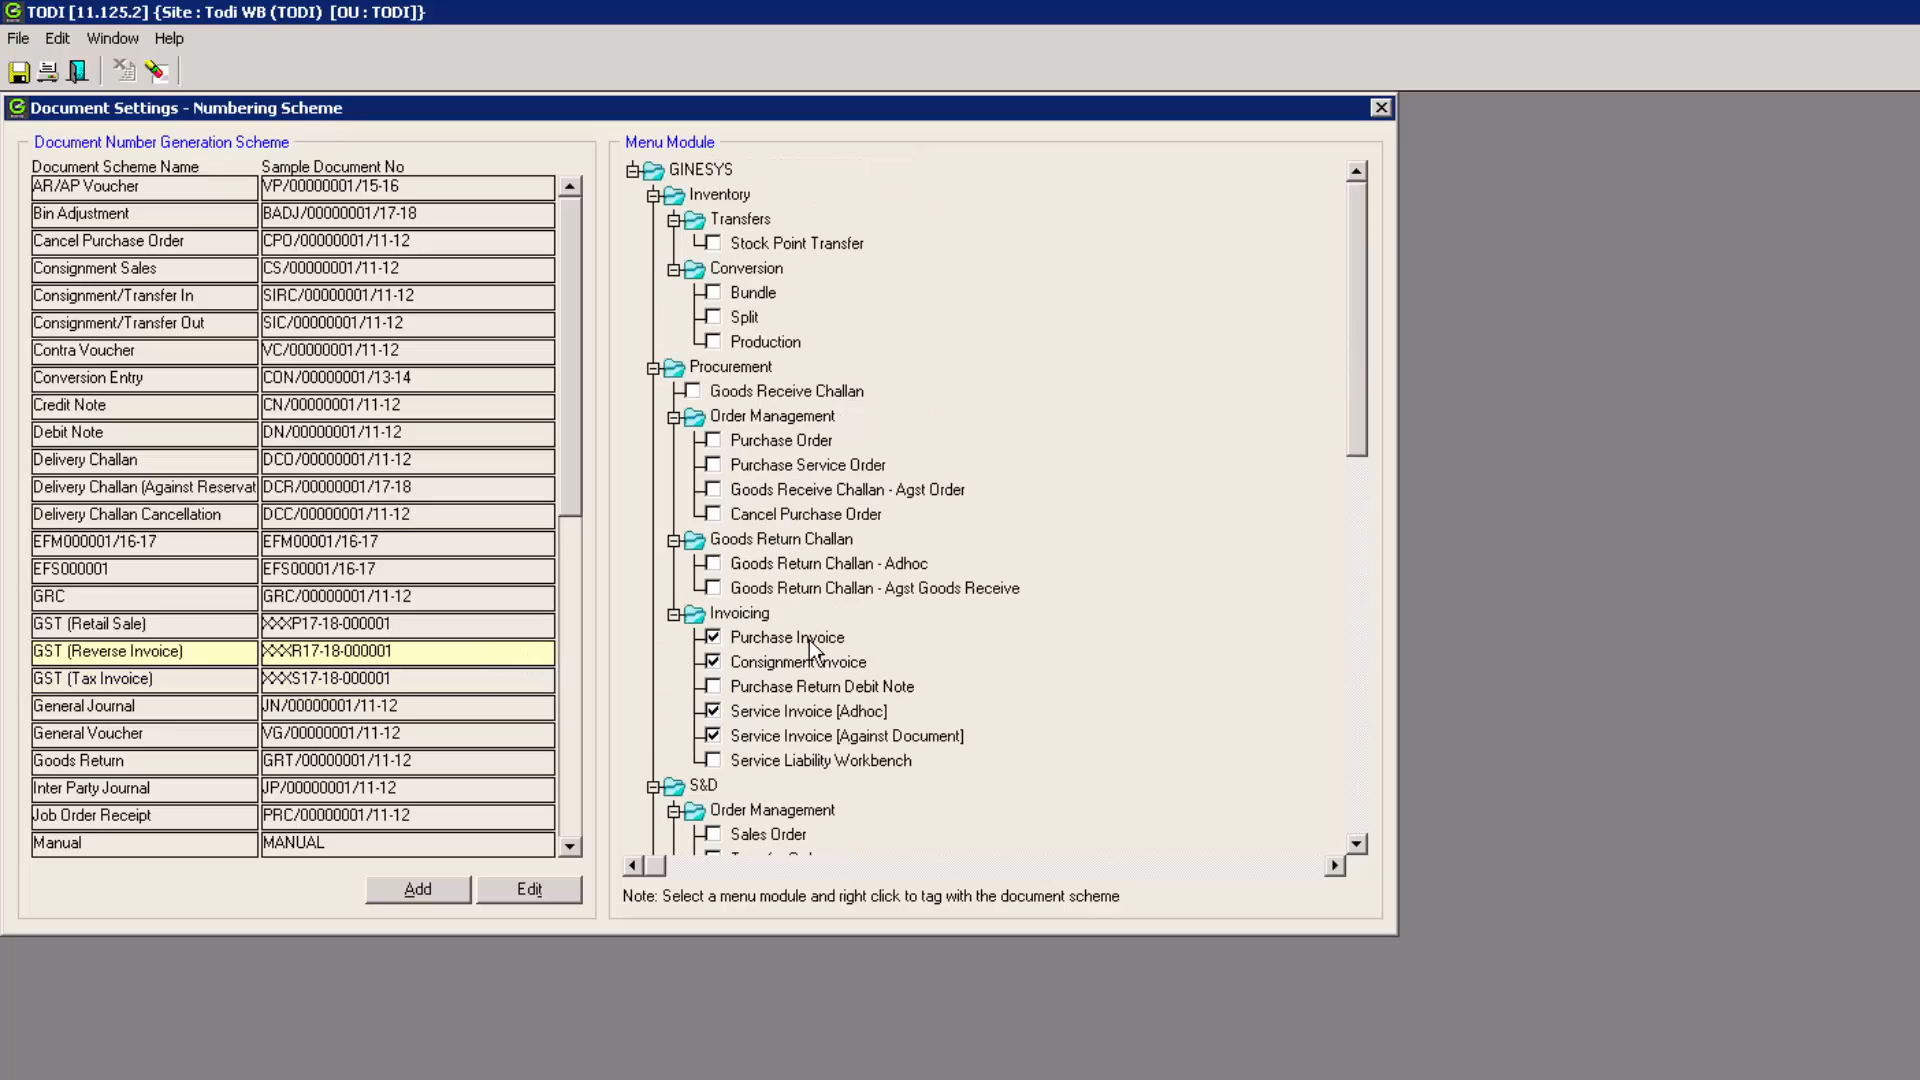 TODI [11.125.2] {Site : Todi WB (TODI) [OU : TODI]}
File Edit Window Help
Document Settings - Numbering Scheme
Document Number Generation Scheme
Document Scheme Name Sample Document No
AR/AP Voucher VP/00000001/15-16
Bin Adjustment BADJ/00000001/17-18
Cancel Purchase Order CPO/00000001/11-12
Consignment Sales CS/00000001/11-12
Consignment/Transfer In SIRC/00000001/11-12
Consignment/Transfer Out SIC/00000001/11-12
Contra Voucher VC/00000001/11-12
Conversion Entry CON/00000001/13-14
Credit Note CN/00000001/11-12
Debit Note DN/00000001/11-12
Delivery Challan DCO/00000001/11-12
Delivery Challan (Against Reservat DCR/00000001/17-18
Delivery Challan Cancellation DCC/00000001/11-12
EFM000001/16-17 EFM00001/16-17
EFS000001 EFS00001/16-17
GRC GRC/00000001/11-12
GST (Retail Sale) XXXP17-18-000001
GST (Reverse Invoice) XXXR17-18-000001
GST (Tax Invoice) XXXS17-18-000001
General Journal JN/00000001/11-12
General Voucher VG/00000001/11-12
Goods Return GRT/00000001/11-12
Inter Party Journal JP/00000001/11-12
Job Order Receipt PRC/00000001/11-12
Manual MANUAL
Add Edit
Menu Module
GINESYS
Inventory
Transfers
Stock Point Transfer
Conversion
Bundle
Split
Production
Procurement
Goods Receive Challan
Order Management
Purchase Order
Purchase Service Order
Goods Receive Challan - Agst Order
Cancel Purchase Order
Goods Return Challan
Goods Return Challan - Adhoc
Goods Return Challan - Agst Goods Receive
Invoicing
Purchase Invoice
Consignment Invoice
Purchase Return Debit Note
Service Invoice [Adhoc]
Service Invoice [Against Document]
Service Liability Workbench
S&D
Order Management
Sales Order
Note: Select a menu module and right click to tag with the document scheme